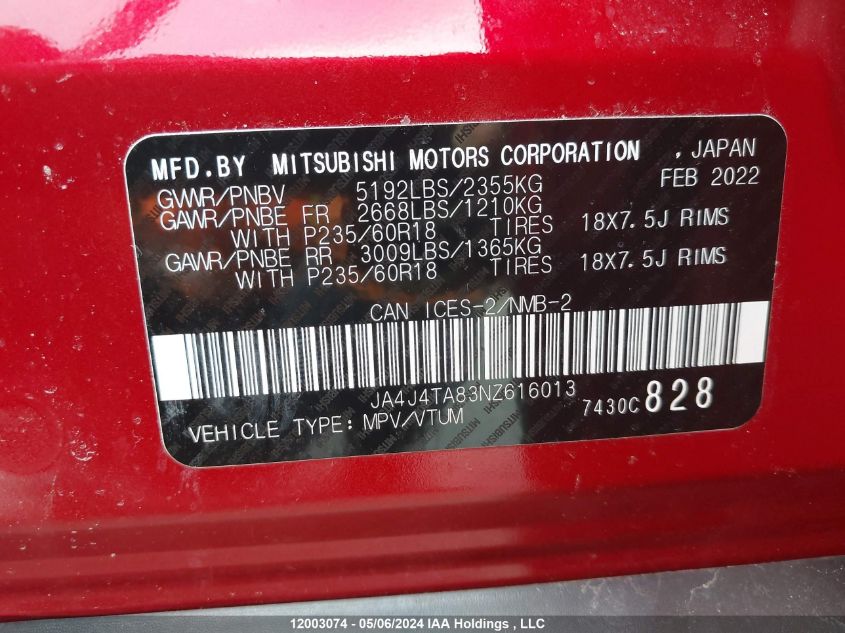 MFD.BY MITSUBISHI MOTORS CORPORATION , JAPAN
GVWR/PNBV 5192LBS/2355KG FEB 2022
GAWR/PNBE FR 2668LBS/1210KG
WITH P235/60R18 TIRES 18X7.5J RIMS
GAWR/PNBE RR 3009LBS/1365KG
WITH P235/60R18 TIRES 18X7.5J RIMS
CAN ICES-2/NMB-2
JA4J4TA83NZ616013
7430C 828
VEHICLE TYPE: MPV/VTUM
12003074 - 05/06/2024 IAA Holdings , LLC